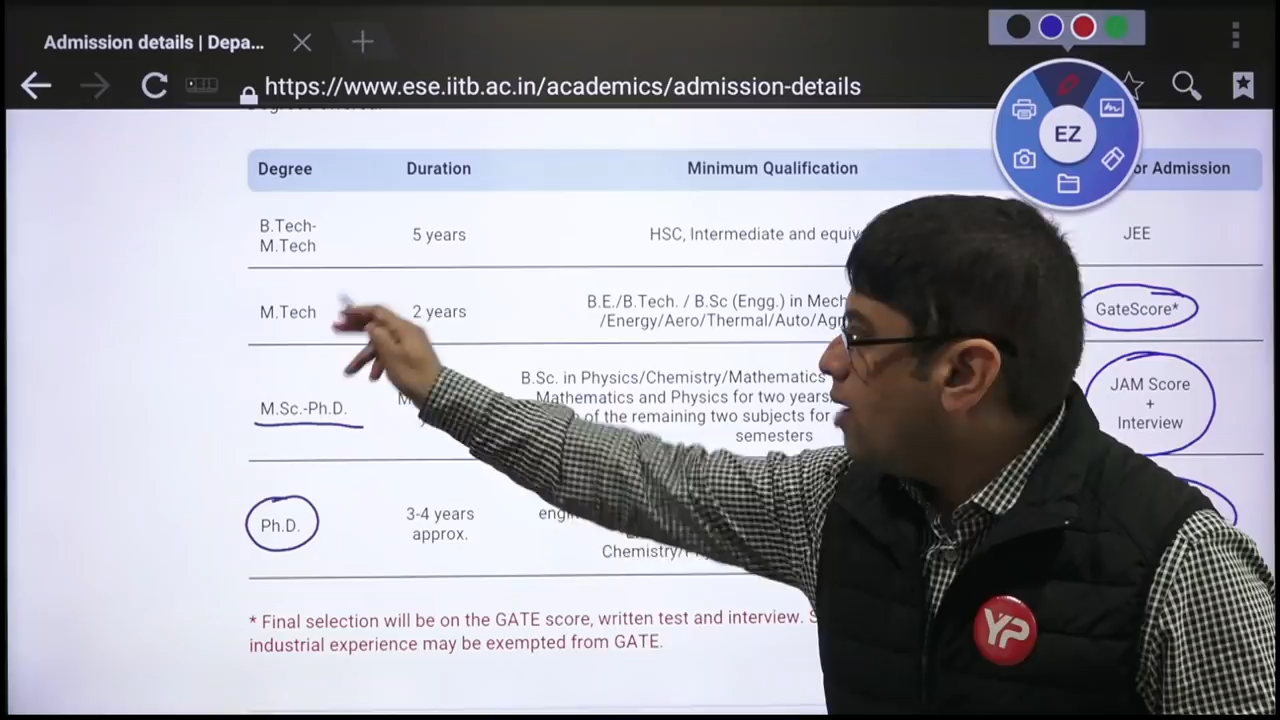 Admission details | Depa...
https://www.ese.iitb.ac.in/academics/admission-details
EZ
Degree Duration Minimum Qualification or Admission
B.Tech-
M.Tech
5 years
HSC, Intermediate and equiv
JEE
M.Tech
2 years
B.E./B.Tech. / B.Sc (Engg.) in Mech
/Energy/Aero/Thermal/Auto/Agr
GateScore*
M.Sc.-Ph.D.
B.Sc. in Physics/Chemistry/Mathematics
Mathematics and Physics for two years
of the remaining two subjects for
semesters
JAM Score
+
Interview
Ph.D.
3-4 years
approx.
Chemistry/
* Final selection will be on the GATE score, written test and interview. S
industrial experience may be exempted from GATE.
YP